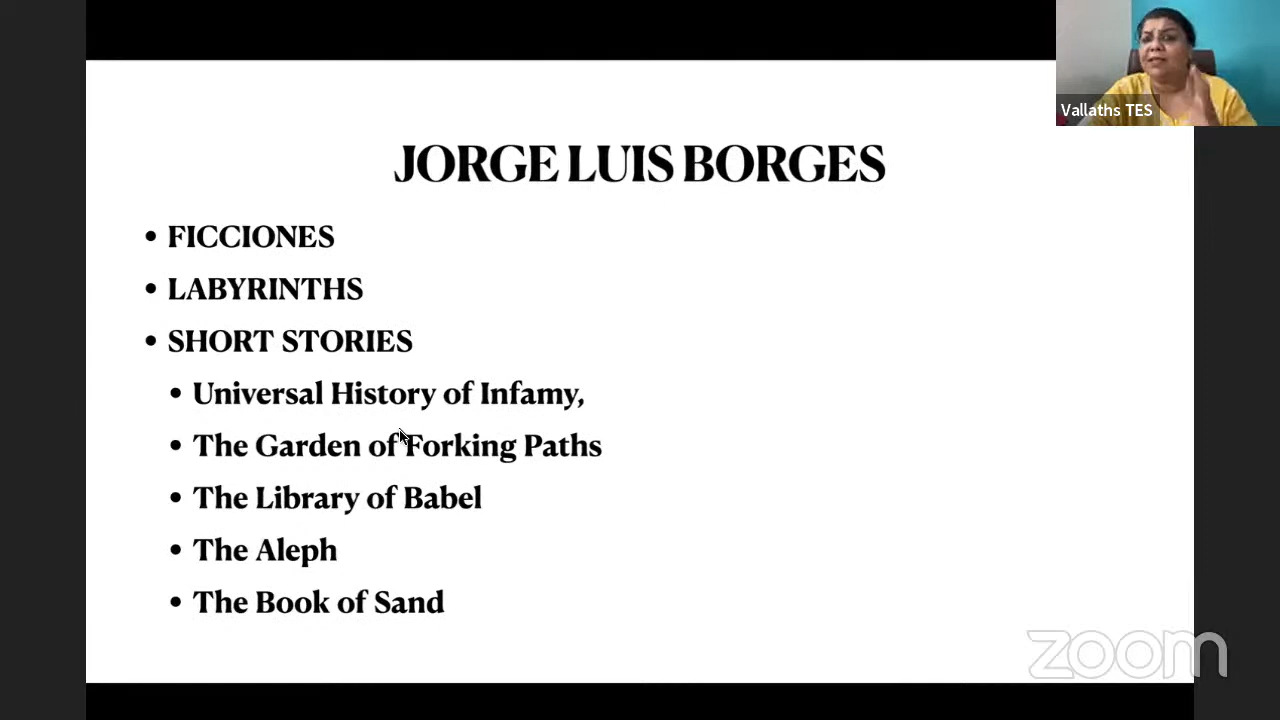 Vallaths TES
JORGE LUIS BORGES
• FICCIONES
• LABYRINTHS
• SHORT STORIES
• Universal History of Infamy,
• The Garden of Forking Paths
• The Library of Babel
• The Aleph
• The Book of Sand
zoom